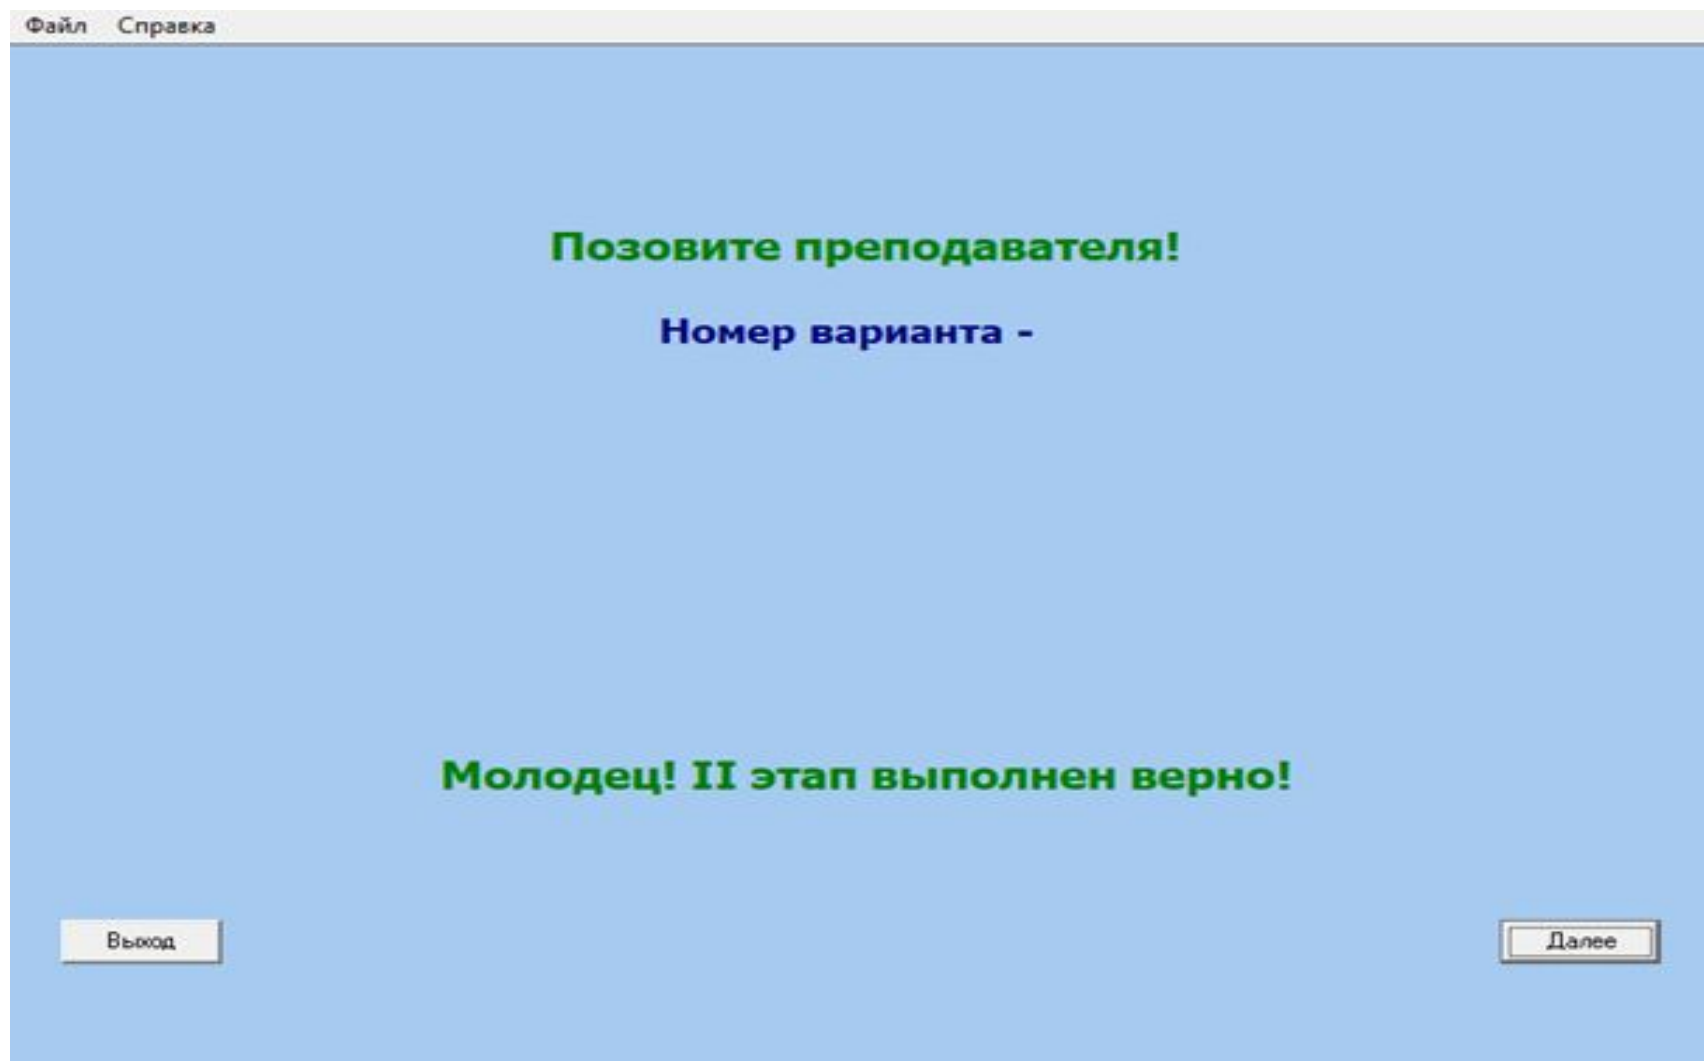 Файл Справка
Позовите преподавателя!
Номер варианта -
Молодец! II этап выполнен верно!
Выход Далее